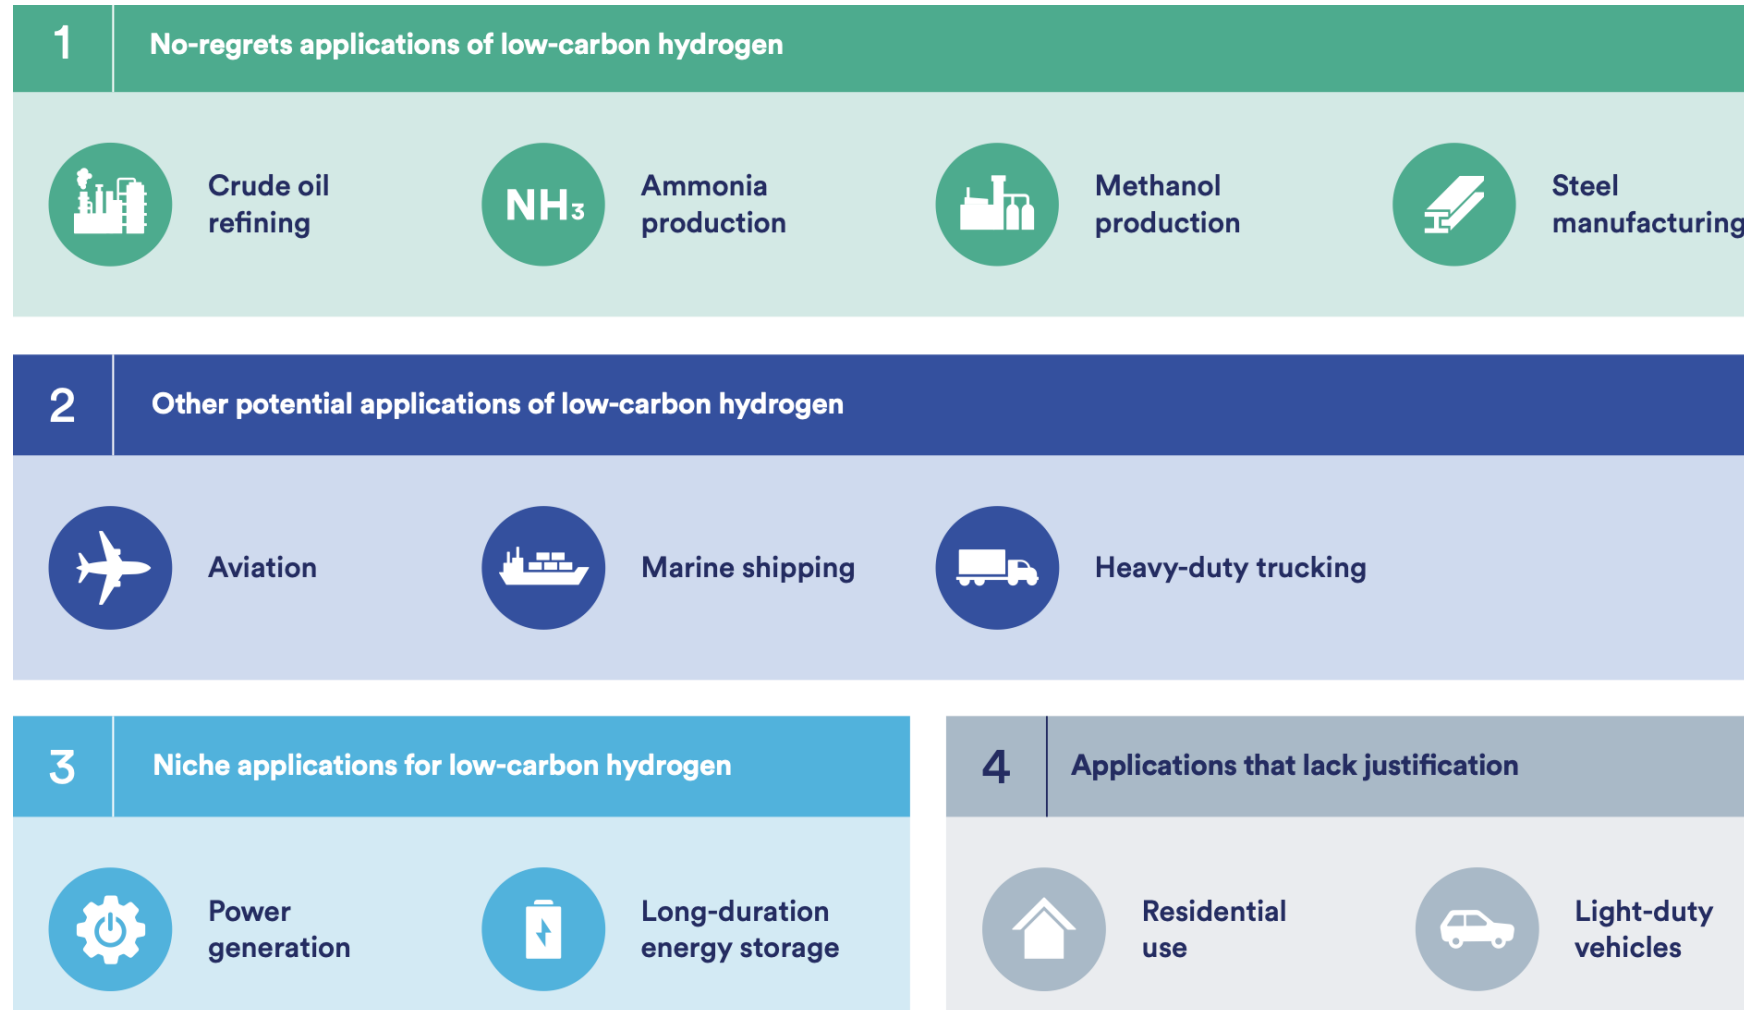 1
No-regrets applications of low-carbon hydrogen
Crude oil
refining
NH₃
Ammonia
production
Methanol
production
Steel
manufacturing
2
Other potential applications of low-carbon hydrogen
Aviation
Marine shipping
Heavy-duty trucking
3
Niche applications for low-carbon hydrogen
Power
generation
Long-duration
energy storage
4
Applications that lack justification
Residential
use
Light-duty
vehicles